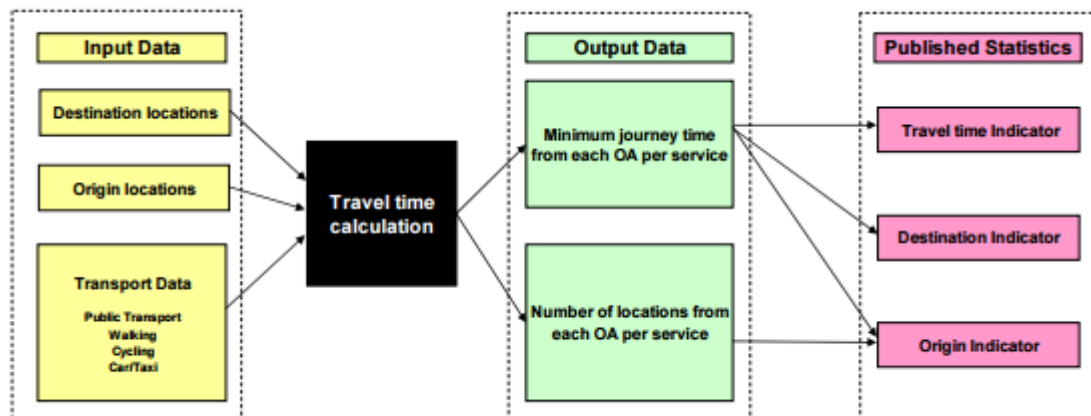 Input Data
Destination locations
Origin locations
Transport Data
Public Transport
Walking
Cycling
Car/Taxi
Travel time
calculation
Output Data
Minimum journey time
from each OA per service
Number of locations from
each OA per service
Published Statistics
Travel time Indicator
Destination Indicator
Origin Indicator